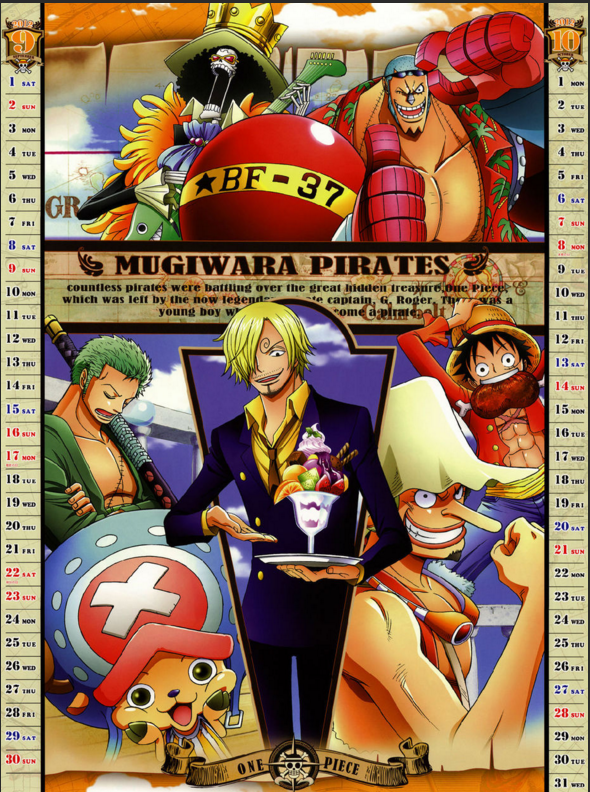 9
1 SAT
2 SUN
3 MON
4 TUE
5 WED
6 THU
7 FRI
8 SAT
9 SUN
10 MON
11 TUE
12 WED
13 THU
14 FRI
15 SAT
16 SUN
17 MON
18 TUE
19 WED
20 THU
21 FRI
22 SAT
23 SUN
24 MON
25 TUE
26 WED
27 THU
28 FRI
29 SAT
30 SUN
★BF-37
GR
MUGIWARA PIRATES
countless pirates were battling over the great hidden treasure,One Piece,
which was left by the now captain, G. Roger, was a
young boy
ONE PIECE
10
1 MON
2 TUE
3 WED
4 THU
5 FRI
6 SAT
7 SUN
8 MON
9 TUE
10 WED
11 THU
12 FRI
13 SAT
14 SUN
15 MON
16 TUE
17 WED
18 THU
19 FRI
20 SAT
21 SUN
22 MON
23 TUE
24 WED
25 THU
26 FRI
27 SAT
28 SUN
29 MON
30 TUE
31 WED